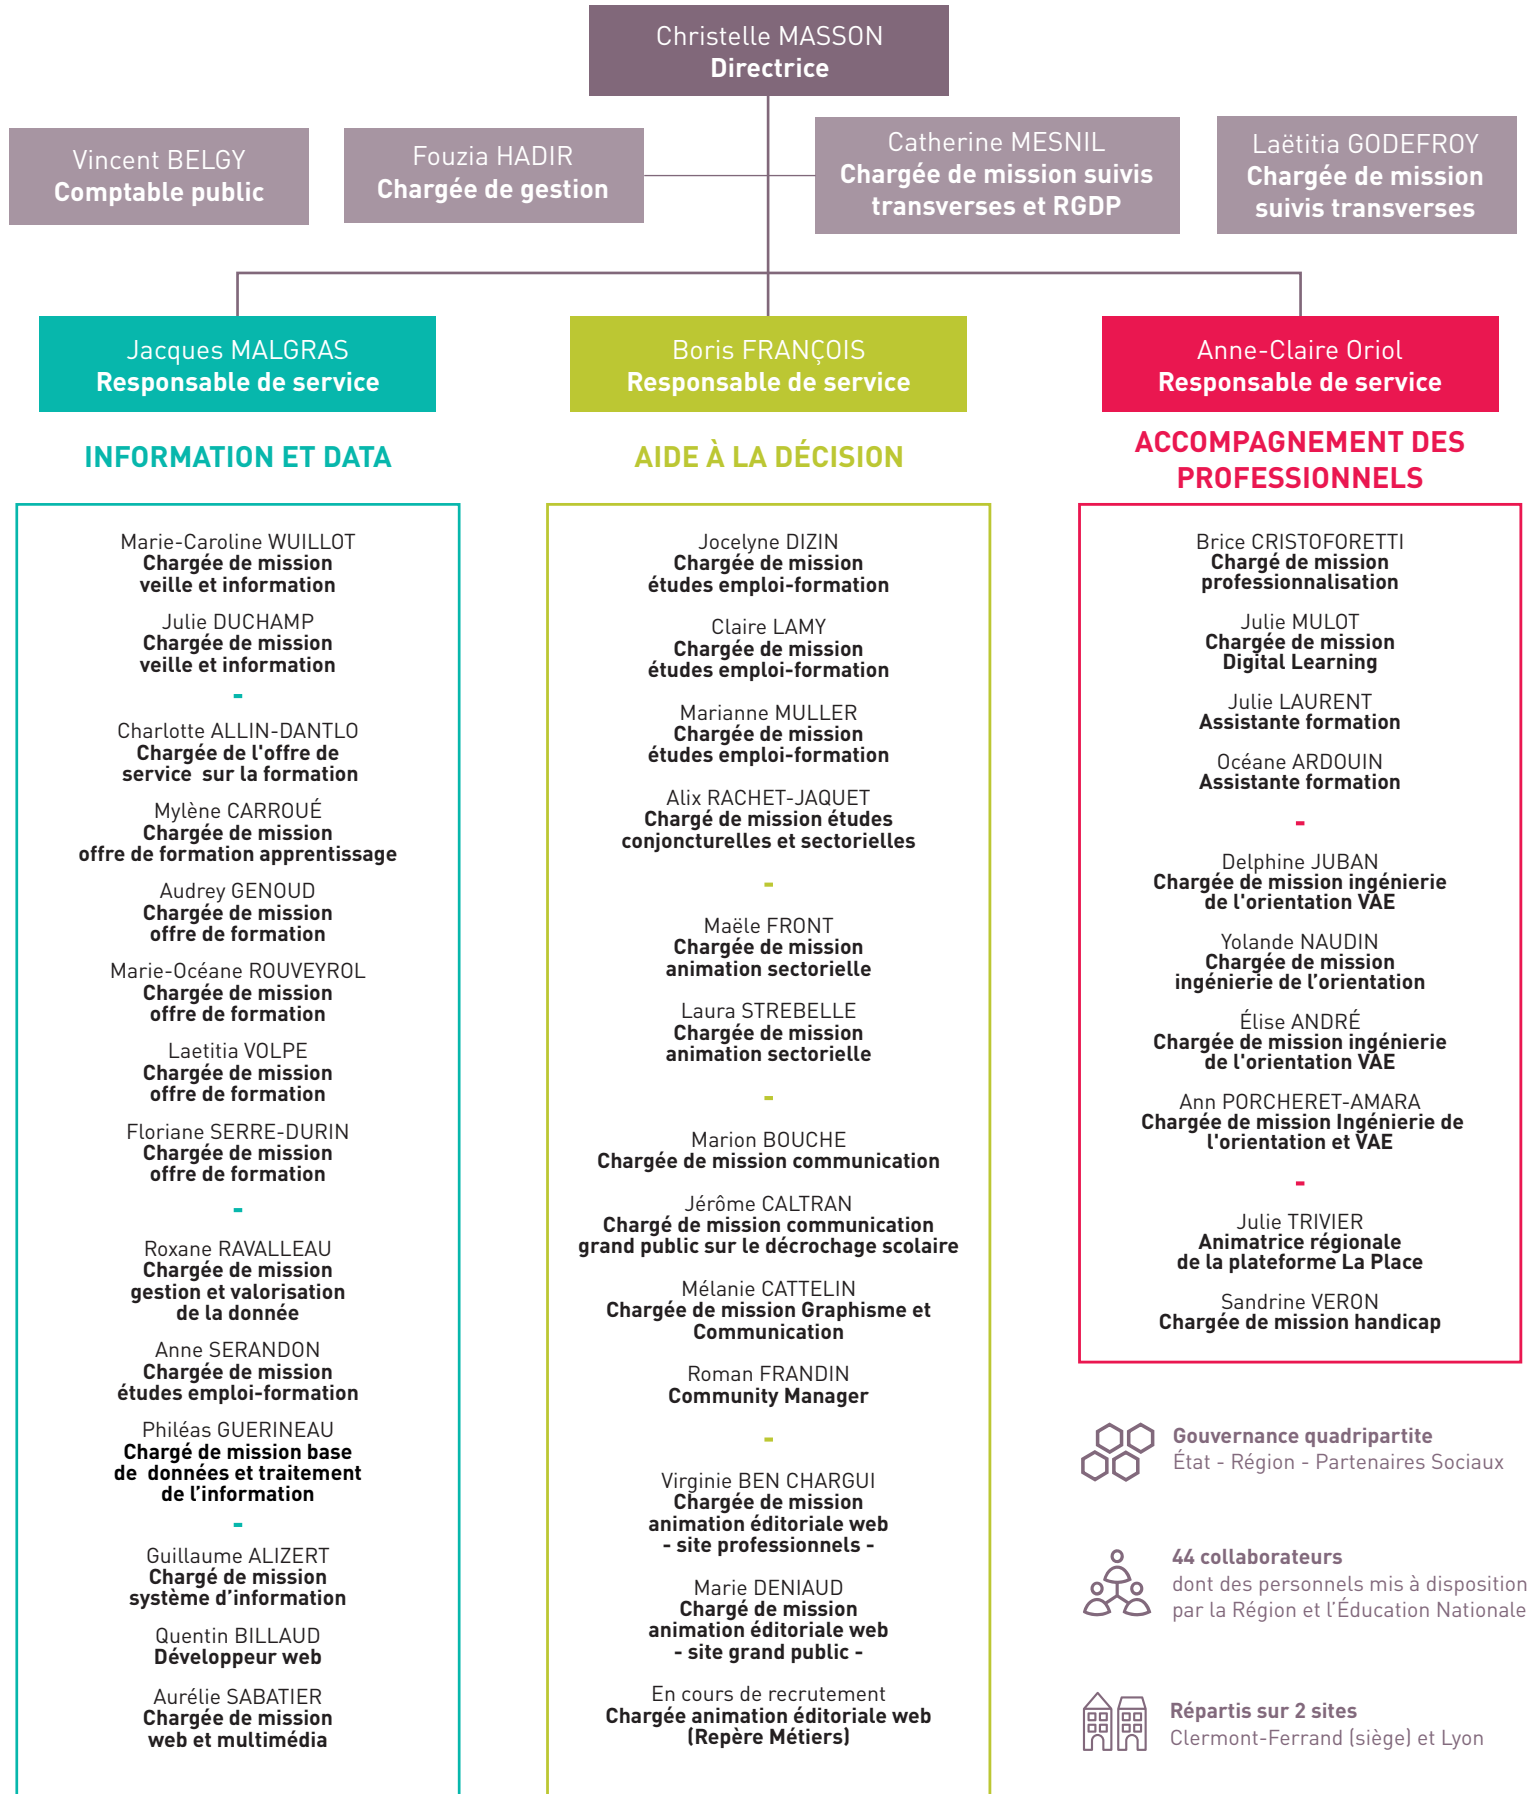 Christelle MASSON
Directrice
Vincent BELGY
Comptable public
Fouzia HADIR
Chargée de gestion
Catherine MESNIL
Chargée de mission suivis
transverses et RGDP
Laëtitia GODEFROY
Chargée de mission
suivis transverses
Jacques MALGRAS
Responsable de service
INFORMATION ET DATA
Marie-Caroline WUILLOT
Chargée de mission
veille et information
Julie DUCHAMP
Chargée de mission
veille et information
-
Charlotte ALLIN-DANTLO
Chargée de l'offre de
service sur la formation
Mylène CARROUÉ
Chargée de mission
offre de formation apprentissage
Audrey GENOUD
Chargée de mission
offre de formation
Marie-Océane ROUVEYROL
Chargée de mission
offre de formation
Laetitia VOLPE
Chargée de mission
offre de formation
Floriane SERRE-DURIN
Chargée de mission
offre de formation
-
Roxane RAVALLEAU
Chargée de mission
gestion et valorisation
de la donnée
Anne SERANDON
Chargée de mission
études emploi-formation
Philéas GUERINEAU
Chargé de mission base
de données et traitement
de l’information
-
Guillaume ALIZERT
Chargé de mission
système d’information
Quentin BILLAUD
Développeur web
Aurélie SABATIER
Chargée de mission
web et multimédia
Boris FRANÇOIS
Responsable de service
AIDE À LA DÉCISION
Jocelyne DIZIN
Chargée de mission
études emploi-formation
Claire LAMY
Chargée de mission
études emploi-formation
Marianne MULLER
Chargée de mission
études emploi-formation
Alix RACHET-JAQUET
Chargé de mission études
conjoncturelles et sectorielles
-
Maële FRONT
Chargée de mission
animation sectorielle
Laura STREBELLE
Chargée de mission
animation sectorielle
-
Marion BOUCHE
Chargée de mission communication
Jérôme CALTRAN
Chargé de mission communication
grand public sur le décrochage scolaire
Mélanie CATTELIN
Chargée de mission Graphisme et
Communication
Roman FRANDIN
Community Manager
-
Virginie BEN CHARGUI
Chargée de mission
animation éditoriale web
- site professionnels -
Marie DENIAUD
Chargé de mission
animation éditoriale web
- site grand public -
En cours de recrutement
Chargée animation éditoriale web
(Repère Métiers)
Anne-Claire Oriol
Responsable de service
ACCOMPAGNEMENT DES
PROFESSIONNELS
Brice CRISTOFORETTI
Chargé de mission
professionnalisation
Julie MULOT
Chargée de mission
Digital Learning
Julie LAURENT
Assistante formation
Océane ARDOUIN
Assistante formation
-
Delphine JUBAN
Chargée de mission ingénierie
de l'orientation VAE
Yolande NAUDIN
Chargée de mission
ingénierie de l’orientation
Élise ANDRÉ
Chargée de mission ingénierie
de l'orientation VAE
Ann PORCHERET-AMARA
Chargée de mission Ingénierie de
l'orientation et VAE
-
Julie TRIVIER
Animatrice régionale
de la plateforme La Place
Sandrine VERON
Chargée de mission handicap
Gouvernance quadripartite
État - Région - Partenaires Sociaux
44 collaborateurs
dont des personnels mis à disposition
par la Région et l’Éducation Nationale
Répartis sur 2 sites
Clermont-Ferrand (siège) et Lyon